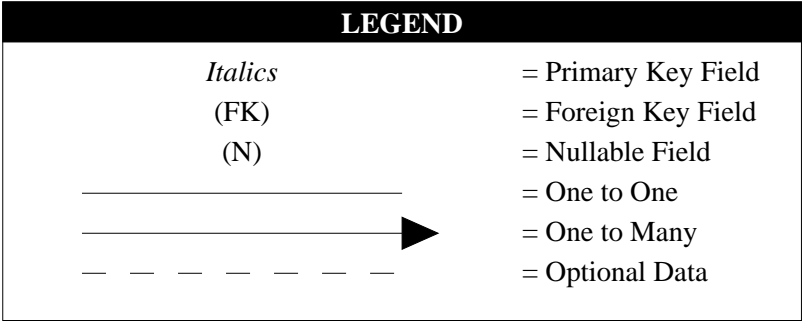 LEGEND
Italics = Primary Key Field
(FK) = Foreign Key Field
(N) = Nullable Field
= One to One
= One to Many
= Optional Data